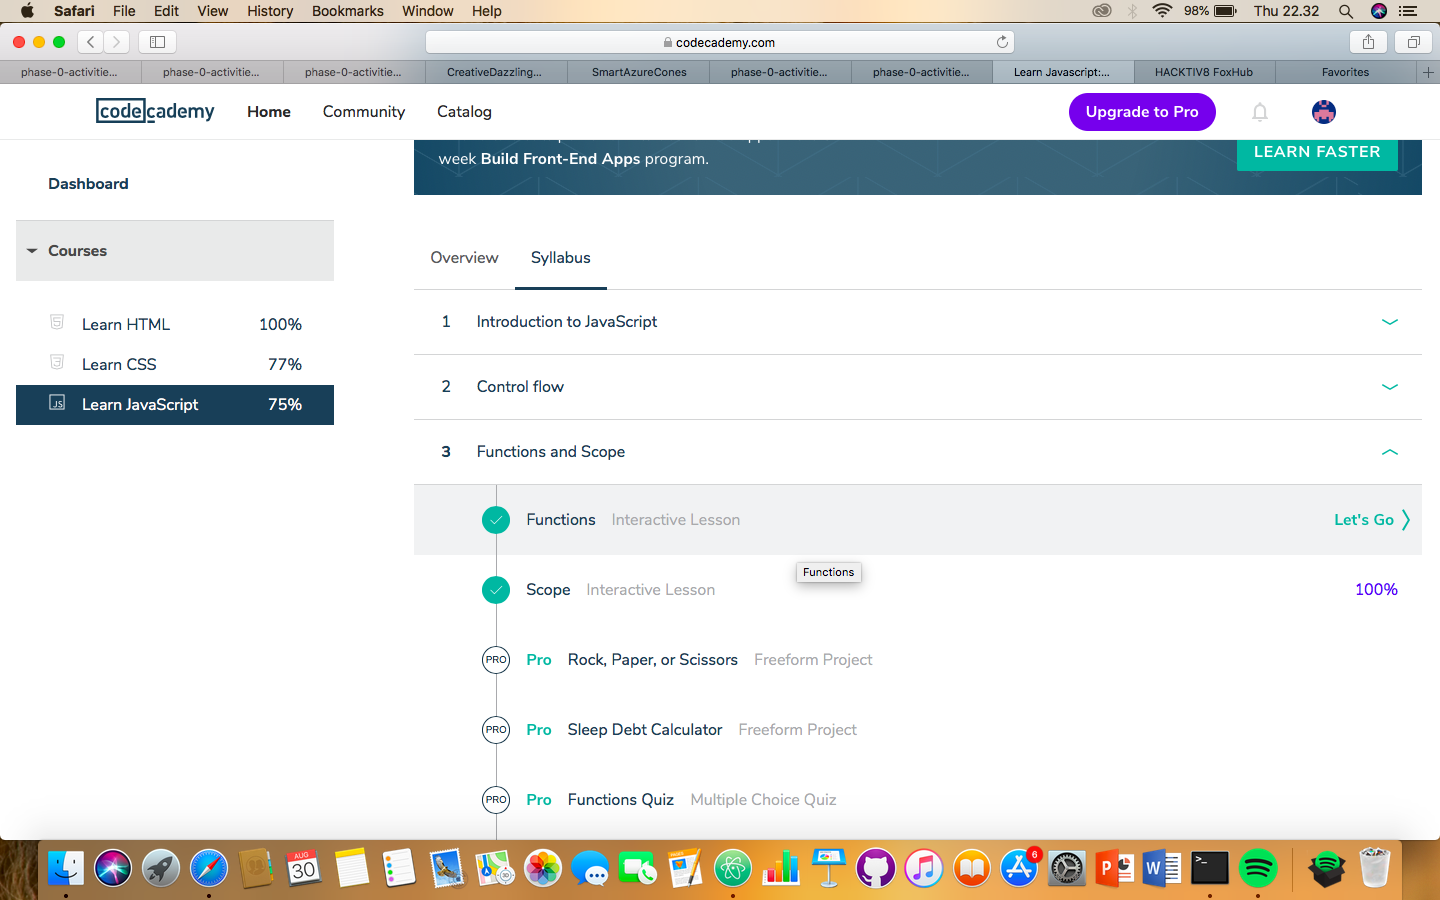 Safari File Edit View History Bookmarks Window Help 98% Thu 22.32
codecademy.com
phase-0-activitie... phase-0-activitie... phase-0-activitie... CreativeDazzling... SmartAzureCones phase-0-activitie... phase-0-activitie... Learn Javascript:... HACKTIV8 FoxHub Favorites
codecademy Home Community Catalog Upgrade to Pro
week Build Front-End Apps program. LEARN FASTER
Dashboard
Courses
Learn HTML 100%
Learn CSS 77%
JS Learn JavaScript 75%
Overview Syllabus
1 Introduction to JavaScript
2 Control flow
3 Functions and Scope
Functions Interactive Lesson Let's Go
Functions
Scope Interactive Lesson 100%
PRO Pro Rock, Paper, or Scissors Freeform Project
PRO Pro Sleep Debt Calculator Freeform Project
PRO Pro Functions Quiz Multiple Choice Quiz
AUG
30
6